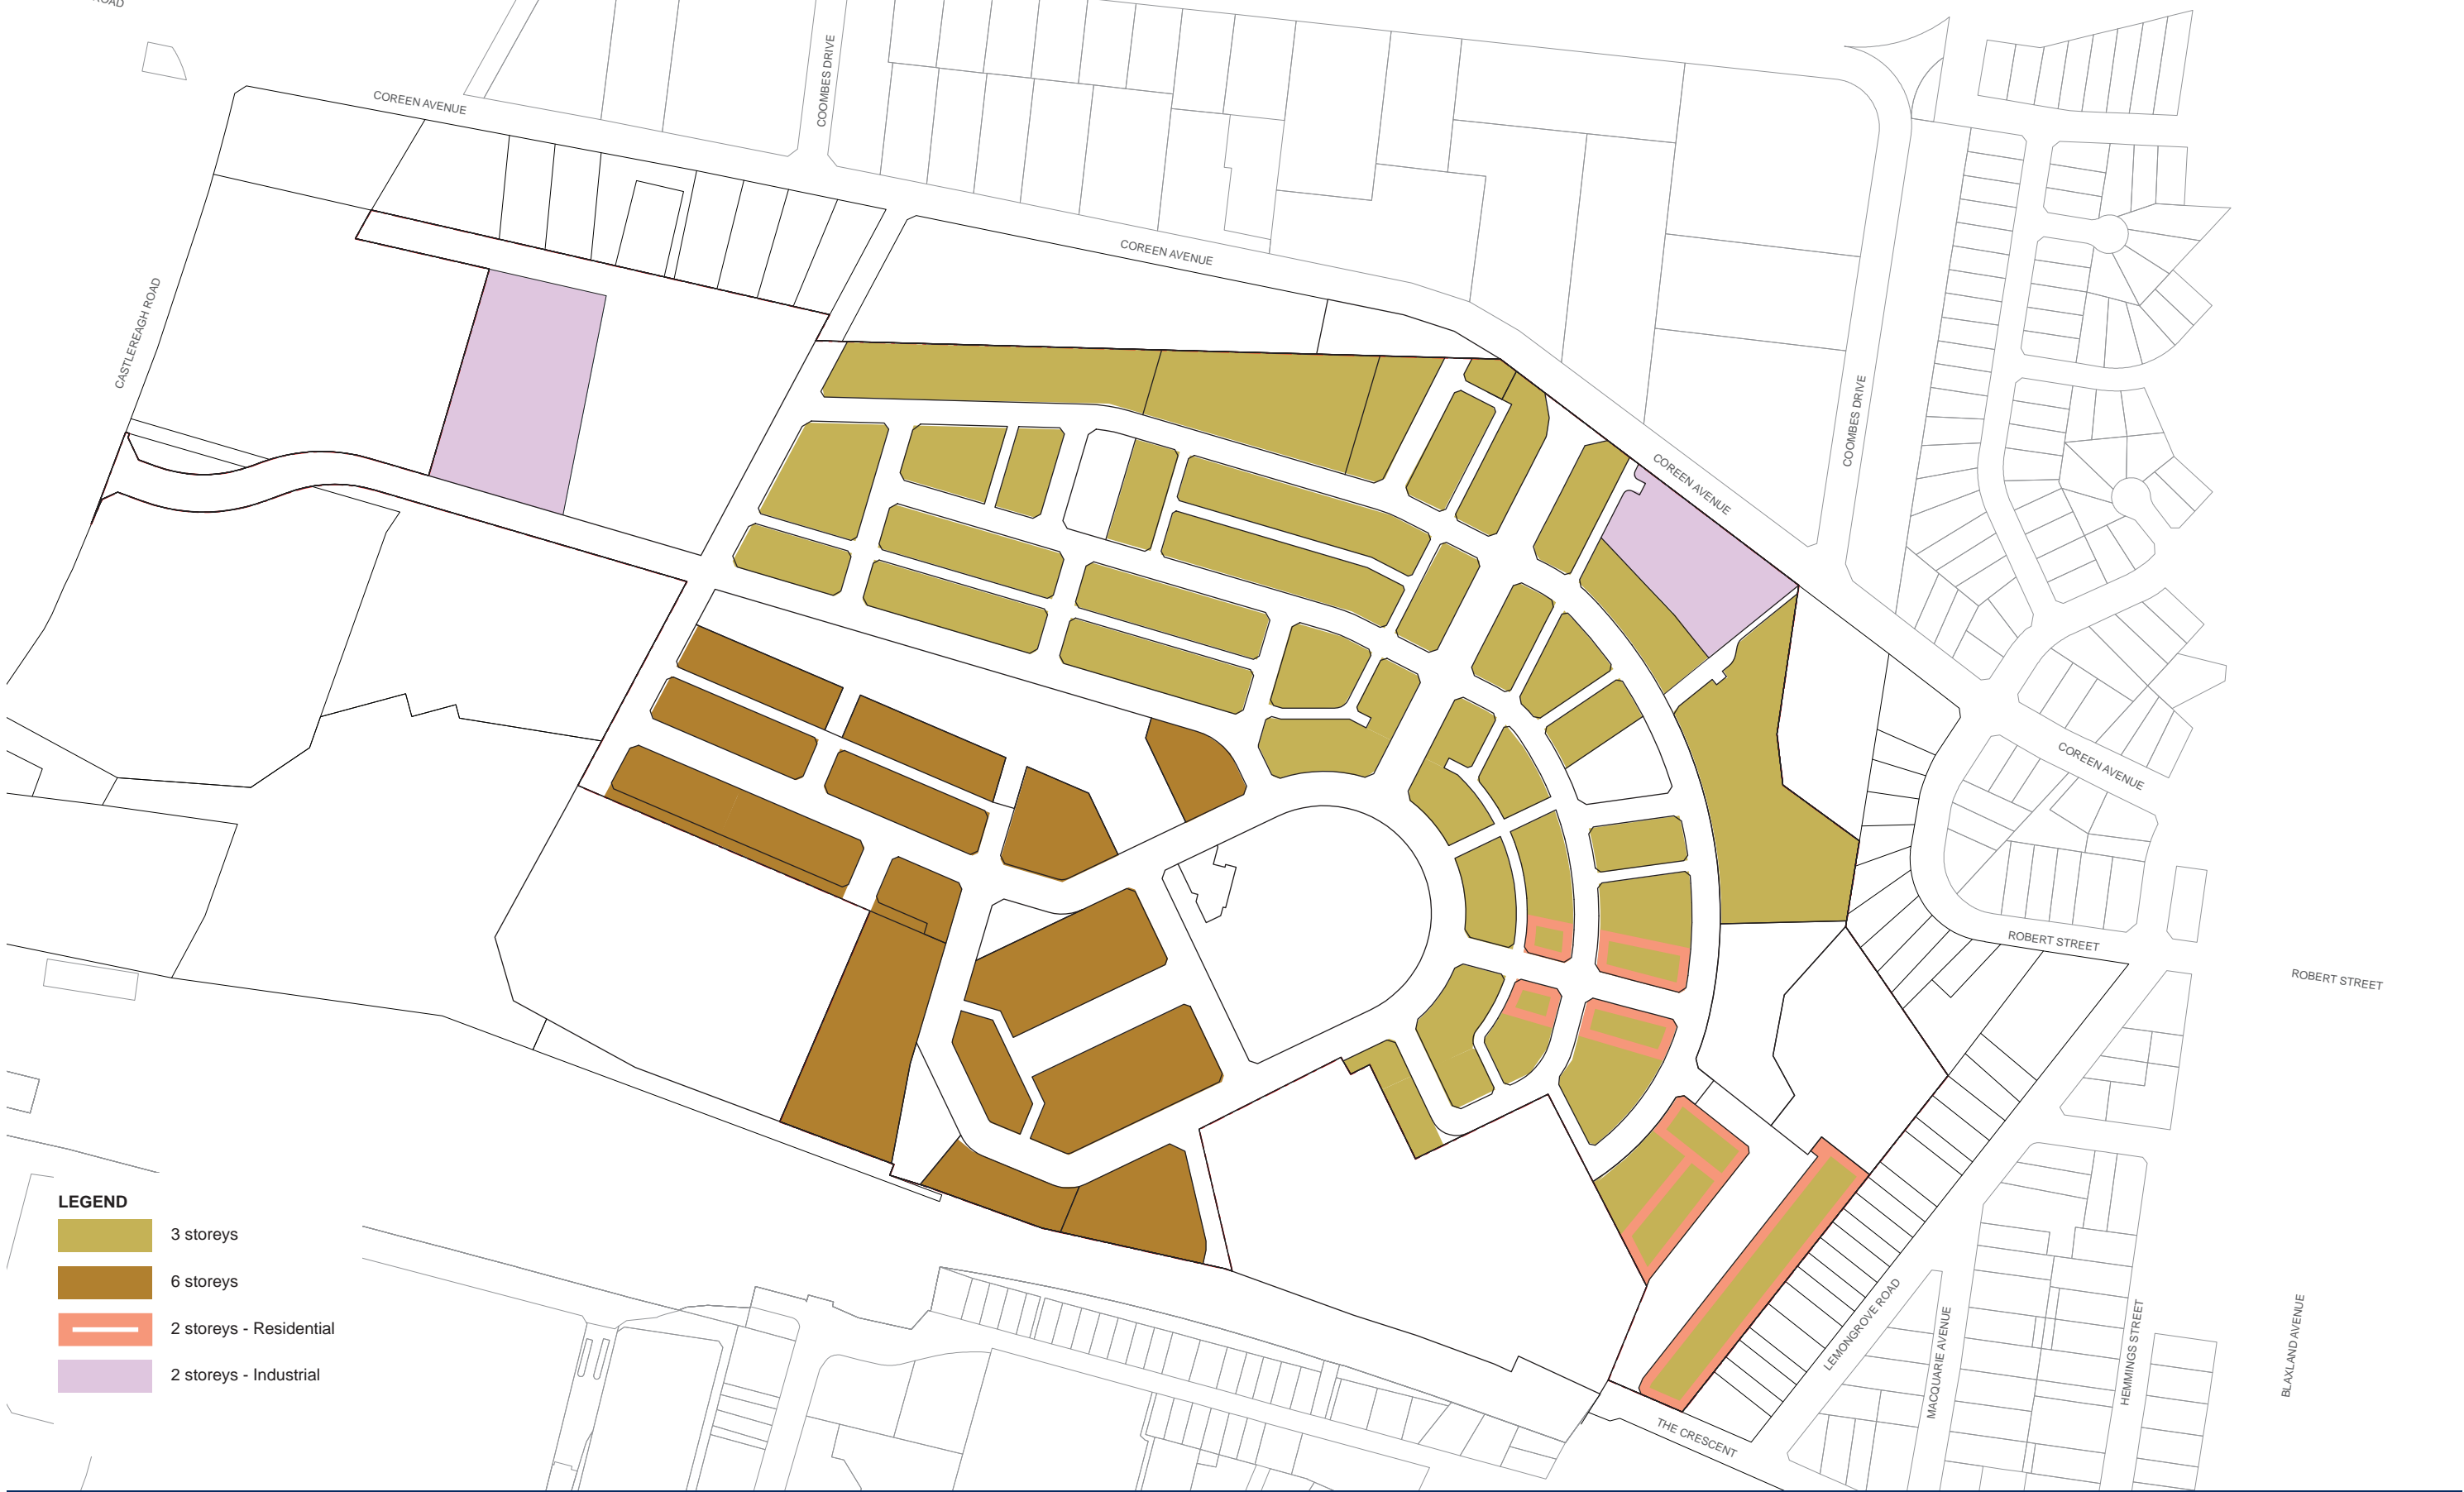 COREEN AVENUE
COOMBES DRIVE
COREEN AVENUE
CASTLEREAGH ROAD
COREEN AVENUE
COOMBES DRIVE
COREEN AVENUE
ROBERT STREET
ROBERT STREET
LEMONGROVE ROAD
MACQUARIE AVENUE
HEMMINGS STREET
BLAXLAND AVENUE
THE CRESCENT
LEGEND
3 storeys
6 storeys
2 storeys - Residential
2 storeys - Industrial